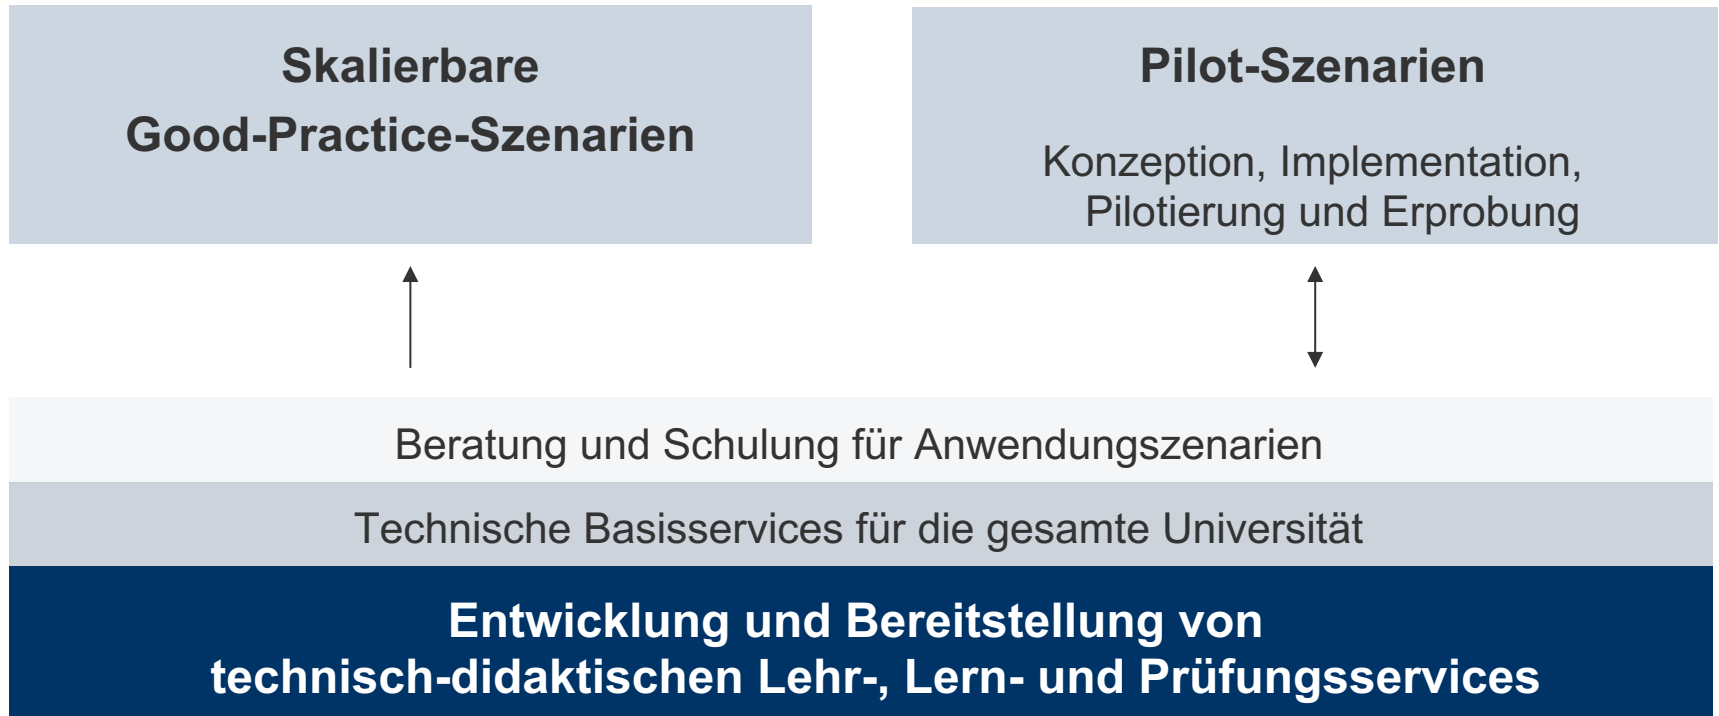 Skalierbare
Good-Practice-Szenarien
Pilot-Szenarien
Konzeption, Implementation,
Pilotierung und Erprobung
Beratung und Schulung für Anwendungszenarien
Technische Basisservices für die gesamte Universität
Entwicklung und Bereitstellung von
technisch-didaktischen Lehr-, Lern- und Prüfungsservices